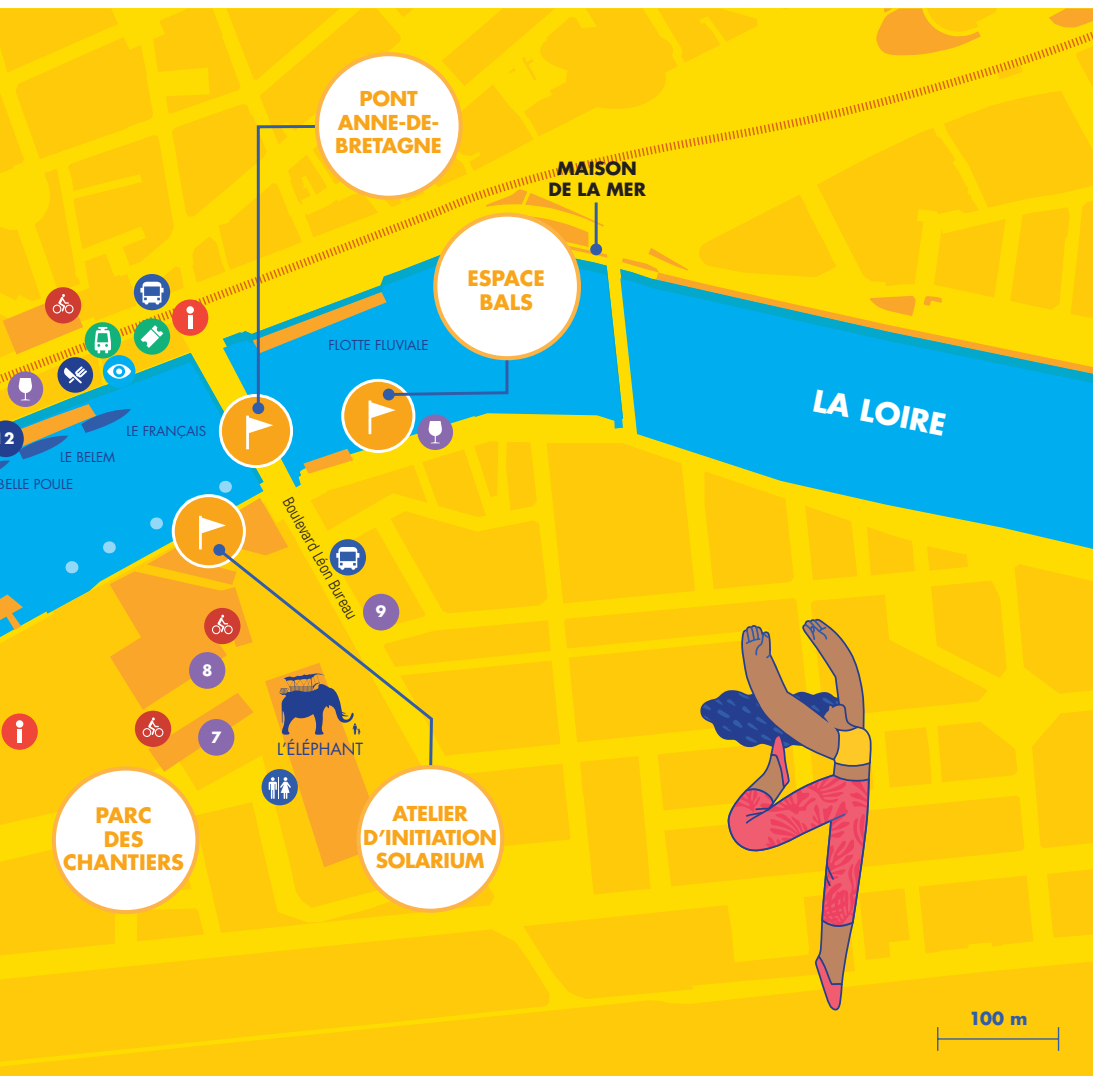 PONT
ANNE-DE-
BRETAGNE
MAISON
DE LA MER
ESPACE
BALS
FLOTTE FLUVIALE
LA LOIRE
12
LE FRANÇAIS
LE BELEM
BELLE POULE
Boulevard Léon Bureau
9
8
7
L'ÉLÉPHANT
PARC
DES
CHANTIERS
ATELIER
D'INITIATION
SOLARIUM
100 m